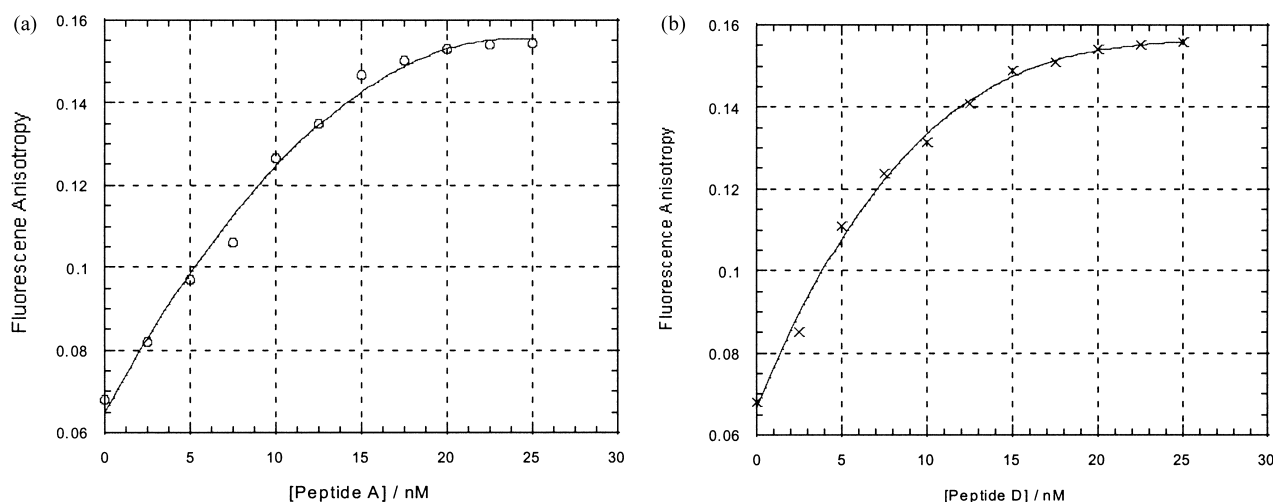 (a)
0.16
0.14
0.12
0.1
0.08
0.06
0 5 10 15 20 25 30
Fluorescene Anisotropy
[Peptide A] / nM
(b)
0.16
0.14
0.12
0.1
0.08
0.06
0 5 10 15 20 25 30
Fluorescence Anisotropy
[Peptide D] / nM